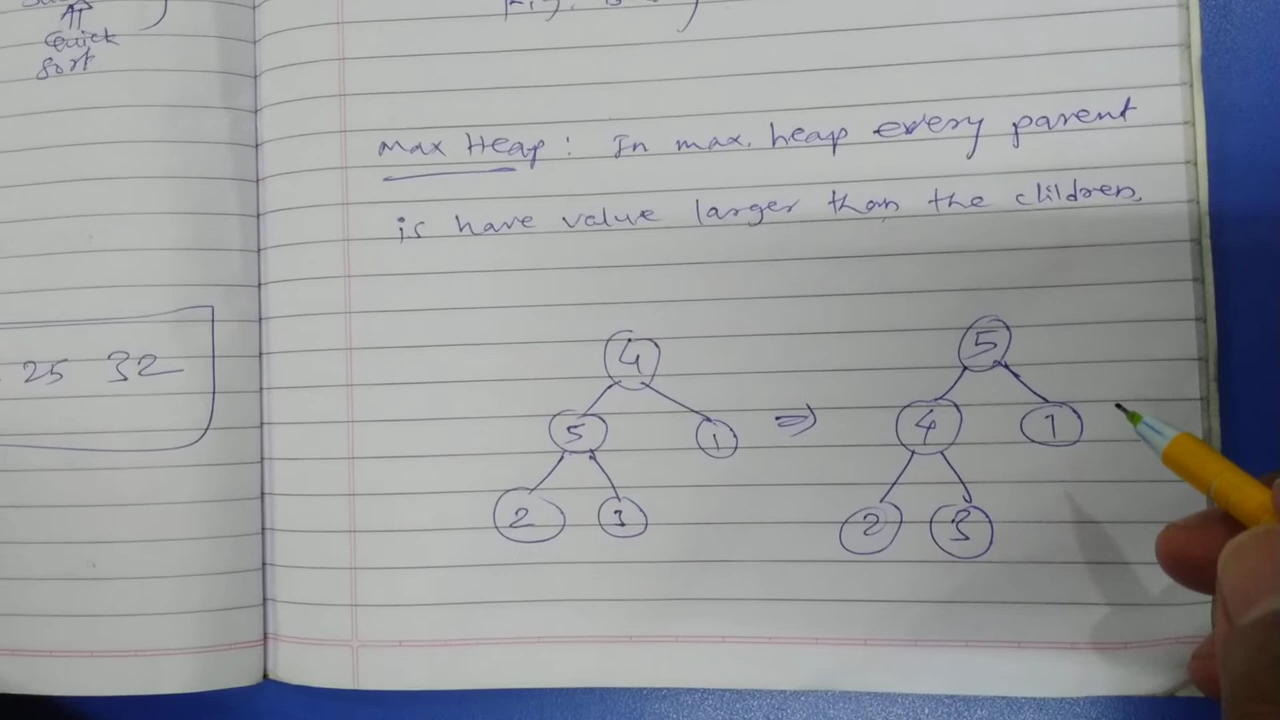 Quick
Sort
25 32
Max Heap : In max. heap every parent
is have value larger than the clildren.
4
5 1
2 3
⇒
5
4 1
2 3